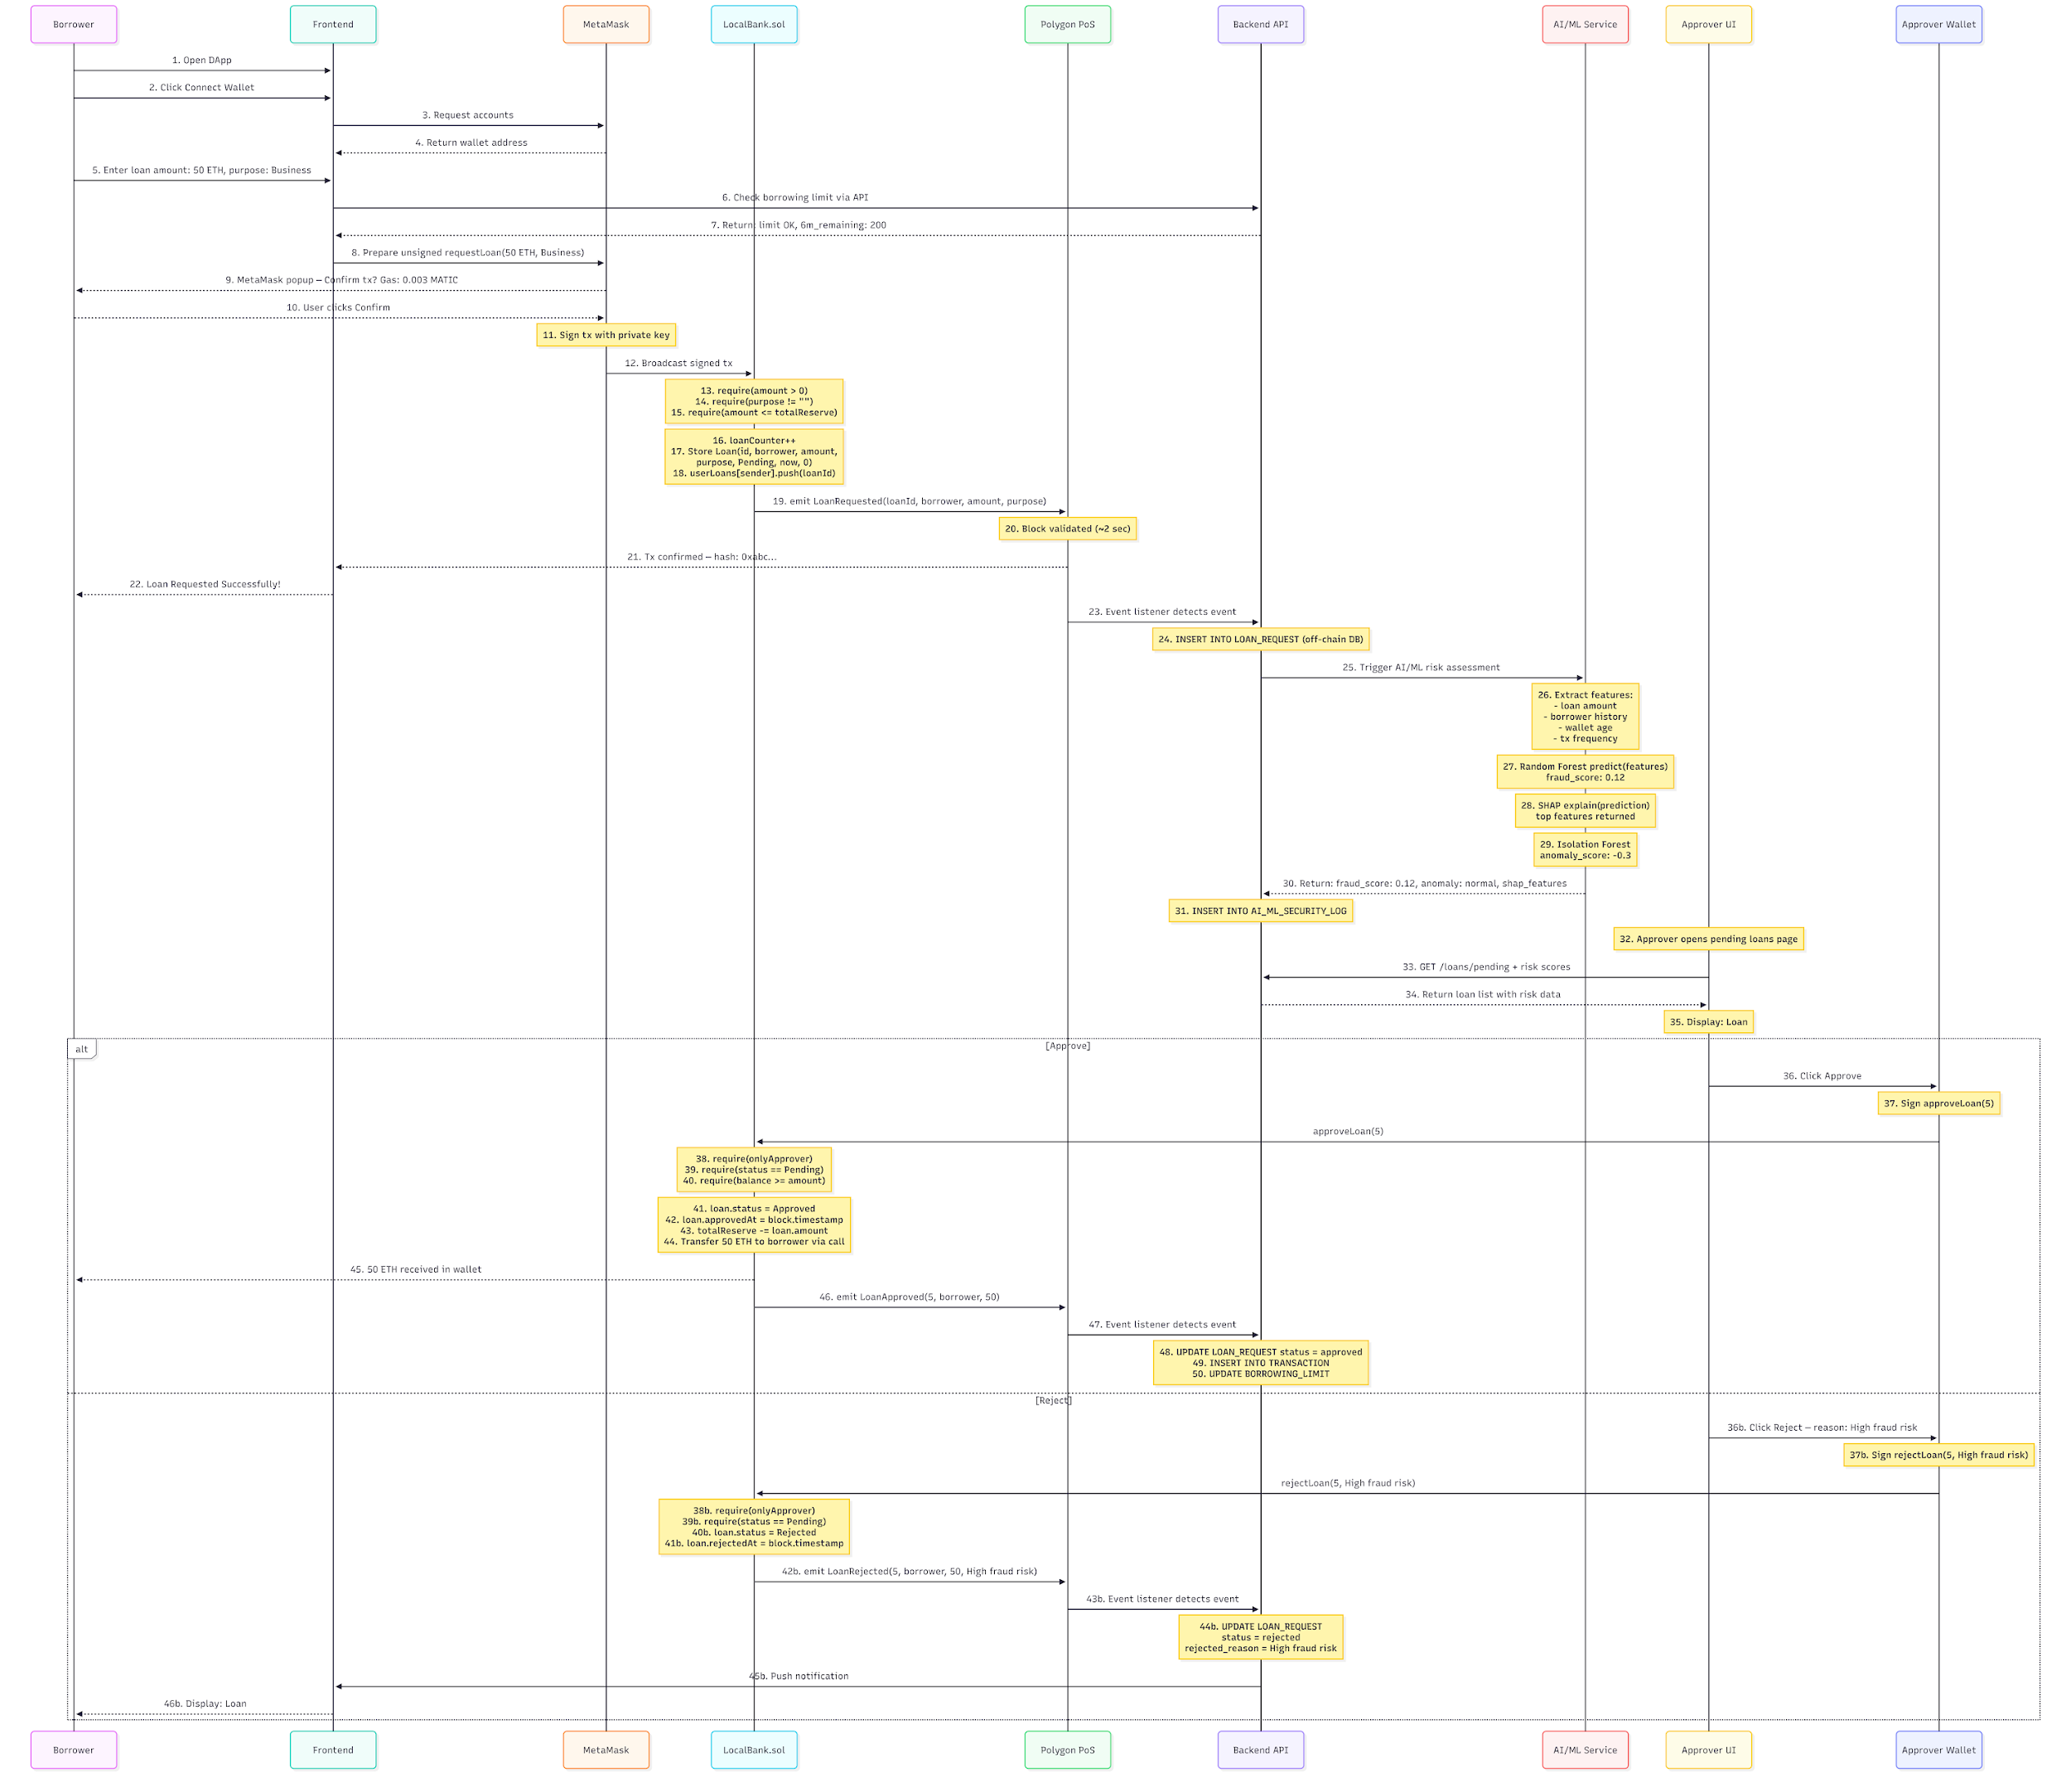 Borrower
Frontend
MetaMask
LocalBank.sol
Polygon PoS
Backend API
AI/ML Service
Approver UI
Approver Wallet
1. Open DApp
2. Click Connect Wallet
3. Request accounts
4. Return wallet address
5. Enter loan amount: 50 ETH, purpose: Business
6. Check borrowing limit via API
7. Return: limit OK, 6m_remaining: 200
8. Prepare unsigned requestLoan(50 ETH, Business)
9. MetaMask popup — Confirm tx? Gas: 0.003 MATIC
10. User clicks Confirm
11. Sign tx with private key
12. Broadcast signed tx
13. require(amount > 0)
14. require(purpose != "")
15. require(amount <= totalReserve)
16. loanCounter++
17. Store Loan(id, borrower, amount,
purpose, Pending, now, 0)
18. userLoans[sender].push(loanId)
19. emit LoanRequested(loanId, borrower, amount, purpose)
20. Block validated (~2 sec)
21. Tx confirmed — hash: 0xabc...
22. Loan Requested Successfully!
23. Event listener detects event
24. INSERT INTO LOAN_REQUEST (off-chain DB)
25. Trigger AI/ML risk assessment
26. Extract features:
- loan amount
- borrower history
- wallet age
- tx frequency
27. Random Forest predict(features)
fraud_score: 0.12
28. SHAP explain(prediction)
top features returned
29. Isolation Forest
anomaly_score: -0.3
30. Return: fraud_score: 0.12, anomaly: normal, shap_features
31. INSERT INTO AI_ML_SECURITY_LOG
32. Approver opens pending loans page
33. GET /loans/pending + risk scores
34. Return loan list with risk data
35. Display: Loan
alt
[Approve]
36. Click Approve
37. Sign approveLoan(5)
approveLoan(5)
38. require(onlyApprover)
39. require(status == Pending)
40. require(balance >= amount)
41. loan.status = Approved
42. loan.approvedAt = block.timestamp
43. totalReserve -= loan.amount
44. Transfer 50 ETH to borrower via call
45. 50 ETH received in wallet
46. emit LoanApproved(5, borrower, 50)
47. Event listener detects event
48. UPDATE LOAN_REQUEST status = approved
49. INSERT INTO TRANSACTION
50. UPDATE BORROWING_LIMIT
[Reject]
36b. Click Reject — reason: High fraud risk
37b. Sign rejectLoan(5, High fraud risk)
rejectLoan(5, High fraud risk)
38b. require(onlyApprover)
39b. require(status == Pending)
40b. loan.status = Rejected
41b. loan.rejectedAt = block.timestamp
42b. emit LoanRejected(5, borrower, 50, High fraud risk)
43b. Event listener detects event
44b. UPDATE LOAN_REQUEST
status = rejected
rejected_reason = High fraud risk
45b. Push notification
46b. Display: Loan
Borrower
Frontend
MetaMask
LocalBank.sol
Polygon PoS
Backend API
AI/ML Service
Approver UI
Approver Wallet